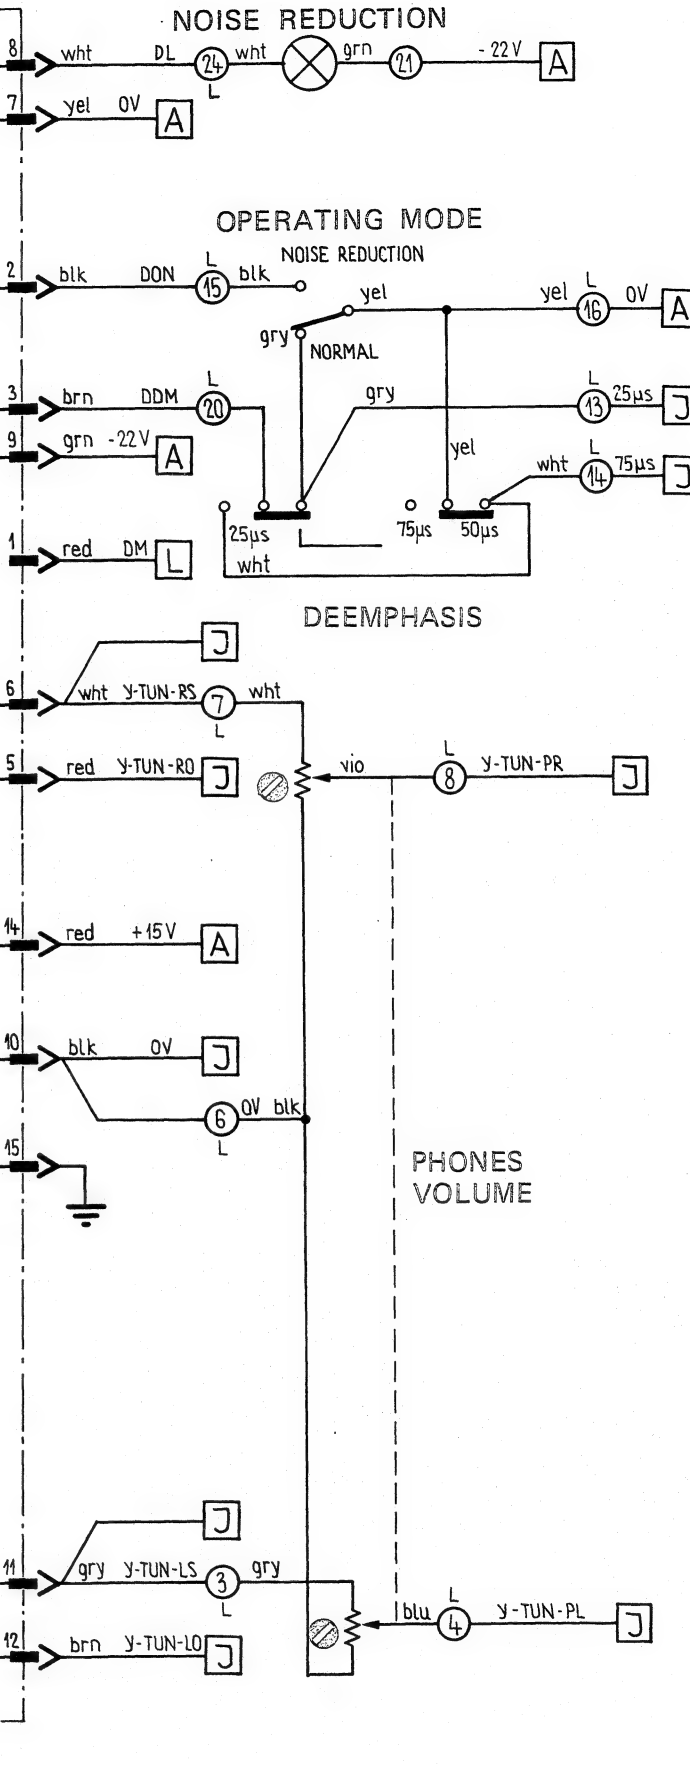 NOISE REDUCTION
8 wht DL 24 wht grn 21 -22V A
L
7 yel 0V A
OPERATING MODE
NOISE REDUCTION
2 blk DON L 15 blk
yel yel L 16 0V A
gry NORMAL
3 brn DDM L 20
gry L 13 25µs J
9 grn -22V A
yel wht L 14 75µs J
25µs 75µs 50µs
1 red DM L
wht
DEEMPHASIS
J
6 wht Y-TUN-RS 7 wht
L
5 red Y-TUN-RO J
vio L 8 Y-TUN-PR J
14 red +15V A
10 blk 0V J
6 0V blk
L
15
PHONES
VOLUME
J
11 gry Y-TUN-LS 3 gry
L
blu L 4 Y-TUN-PL J
12 brn Y-TUN-LO J